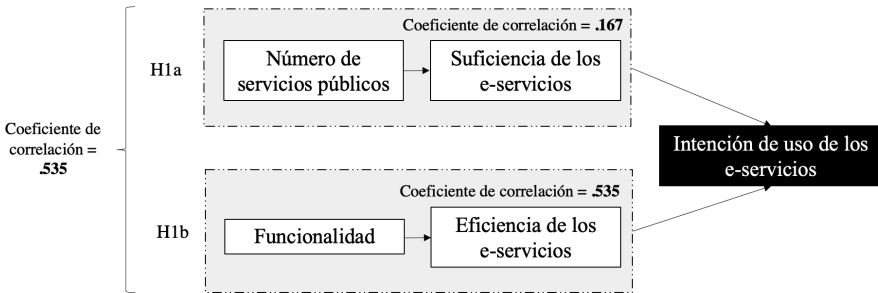 Coeficiente de
correlación =
.535
H1a
Coeficiente de correlación = .167
Número de
servicios públicos
Suficiencia de los
e-servicios
H1b
Coeficiente de correlación = .535
Funcionalidad
Eficiencia de los
e-servicios
Intención de uso de los
e-servicios